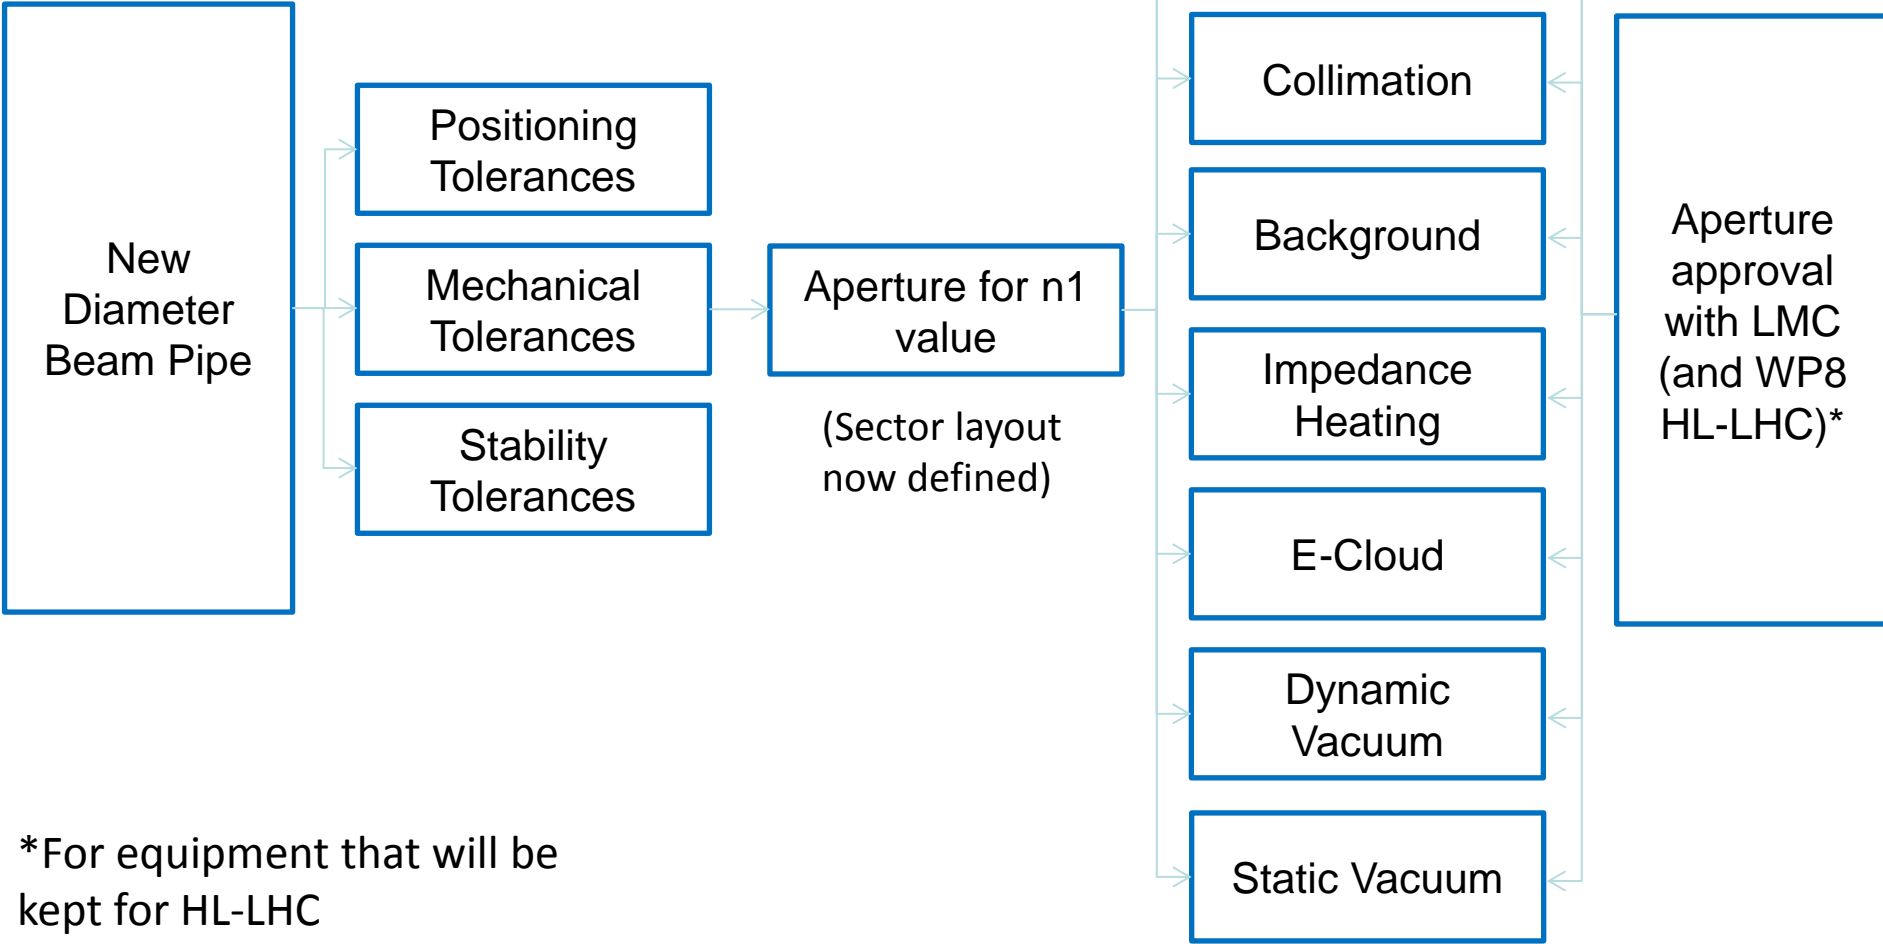 New
Diameter
Beam Pipe
Positioning
Tolerances
Mechanical
Tolerances
Stability
Tolerances
Aperture for n1
value
(Sector layout
now defined)
Collimation
Background
Impedance
Heating
E-Cloud
Dynamic
Vacuum
Static Vacuum
Aperture
approval
with LMC
(and WP8
HL-LHC)*
*For equipment that will be
kept for HL-LHC